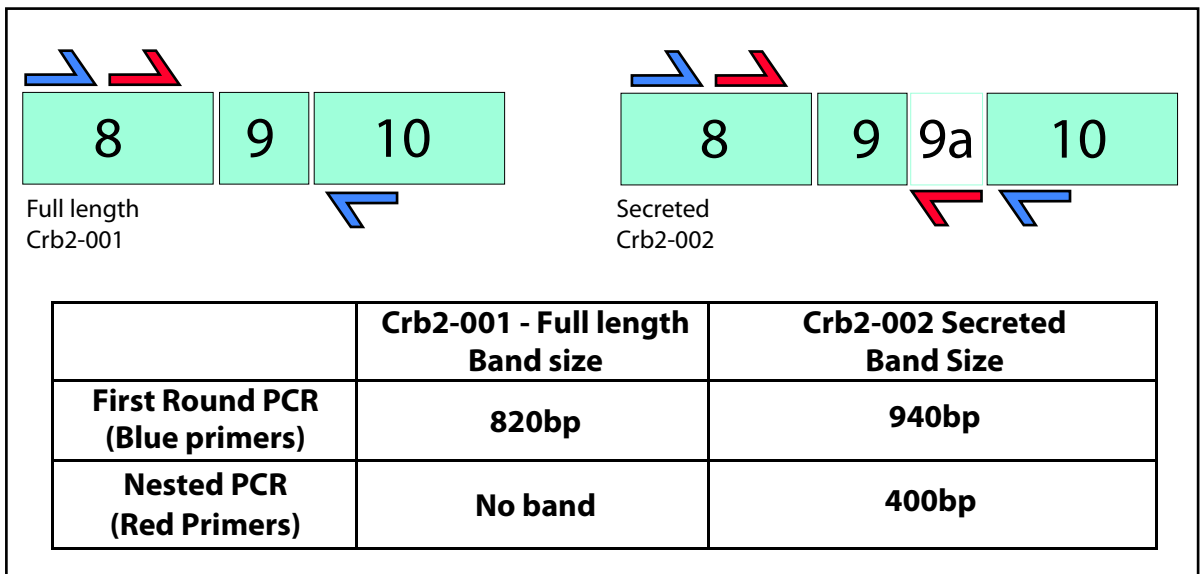 8 9 10
Full length
Crb2-001
8 9 9a 10
Secreted
Crb2-002
Crb2-001 - Full length
Band size
Crb2-002 Secreted
Band Size
First Round PCR
(Blue primers)
820bp
940bp
Nested PCR
(Red Primers)
No band
400bp